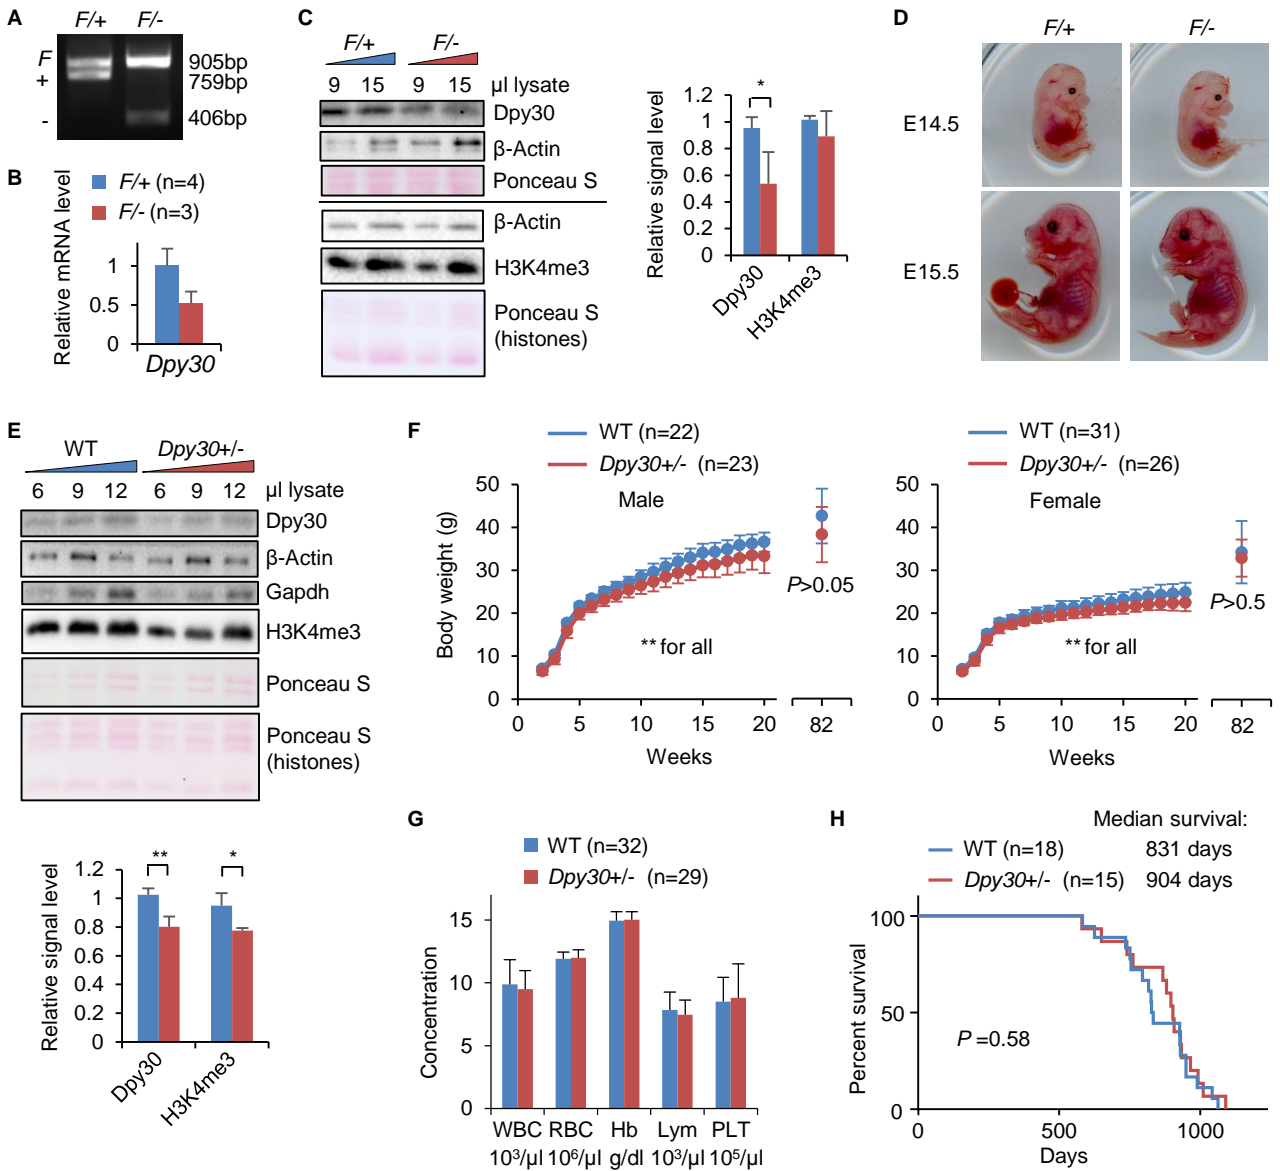 A
F/+ F/-
F
+
-
905bp
759bp
406bp
B
F/+ (n=4)
F/- (n=3)
Relative mRNA level
1
0.5
0
Dpy30
C
F/+ F/-
9 15 9 15 µl lysate
Dpy30
β-Actin
Ponceau S
β-Actin
H3K4me3
Ponceau S
(histones)
Relative signal level
1.2
1
0.8
0.6
0.4
0.2
0
*
Dpy30
H3K4me3
D
F/+ F/-
E14.5
E15.5
E
WT Dpy30+/-
6 9 12 6 9 12 µl lysate
Dpy30
β-Actin
Gapdh
H3K4me3
Ponceau S
Ponceau S
(histones)
Relative signal level
1.2
1
0.8
0.6
0.4
0.2
0
** *
Dpy30
H3K4me3
F
WT (n=22)
Dpy30+/- (n=23)
Male
Body weight (g)
50
40
30
20
10
0
P>0.05
** for all
0 5 10 15 20 82
Weeks
WT (n=31)
Dpy30+/- (n=26)
Female
50
40
30
20
10
0
P>0.5
** for all
0 5 10 15 20 82
Weeks
G
WT (n=32)
Dpy30+/- (n=29)
Concentration
15
10
5
0
WBC RBC Hb Lym PLT
10³/µl 10⁶/µl g/dl 10³/µl 10⁵/µl
H
Median survival:
WT (n=18) 831 days
Dpy30+/- (n=15) 904 days
Percent survival
100
50
0
P =0.58
0 500 1000
Days